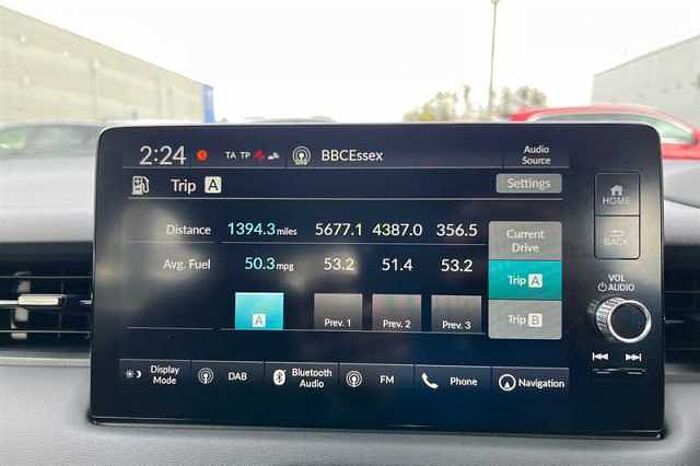 2:24 TA TP BBCEssex Audio Source
Trip A Settings
HOME
Distance 1394.3 miles 5677.1 4387.0 356.5 Current Drive
BACK
Avg. Fuel 50.3 mpg 53.2 51.4 53.2
Trip A
VOL
AUDIO
A Prev. 1 Prev. 2 Prev. 3 Trip B
Display Mode DAB Bluetooth Audio FM Phone Navigation